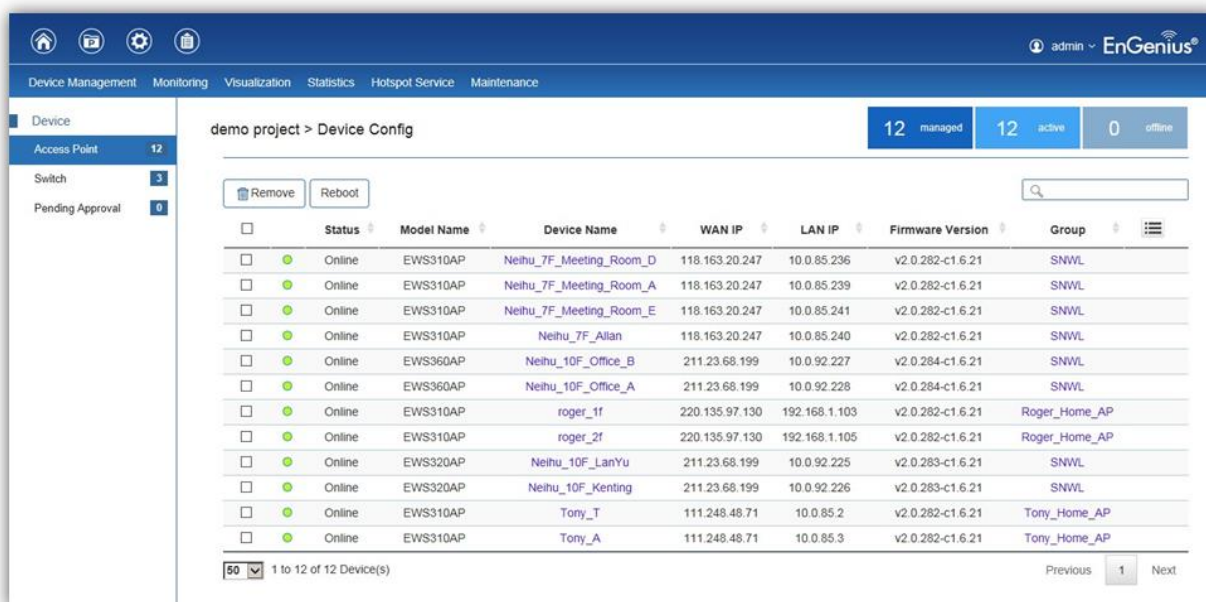 admin EnGenius®
Device Management Monitoring Visualization Statistics Hotspot Service Maintenance
Device
Access Point 12
Switch 3
Pending Approval 0
demo project > Device Config
12 managed 12 active 0 offline
Remove Reboot
Status Model Name Device Name WAN IP LAN IP Firmware Version Group
Online EWS310AP Neihu_7F_Meeting_Room_D 118.163.20.247 10.0.85.236 v2.0.282-c1.6.21 SNWL
Online EWS310AP Neihu_7F_Meeting_Room_A 118.163.20.247 10.0.85.239 v2.0.282-c1.6.21 SNWL
Online EWS310AP Neihu_7F_Meeting_Room_E 118.163.20.247 10.0.85.241 v2.0.282-c1.6.21 SNWL
Online EWS310AP Neihu_7F_Allan 118.163.20.247 10.0.85.240 v2.0.282-c1.6.21 SNWL
Online EWS360AP Neihu_10F_Office_B 211.23.68.199 10.0.92.227 v2.0.284-c1.6.21 SNWL
Online EWS360AP Neihu_10F_Office_A 211.23.68.199 10.0.92.228 v2.0.284-c1.6.21 SNWL
Online EWS310AP roger_1f 220.135.97.130 192.168.1.103 v2.0.282-c1.6.21 Roger_Home_AP
Online EWS310AP roger_2f 220.135.97.130 192.168.1.105 v2.0.282-c1.6.21 Roger_Home_AP
Online EWS320AP Neihu_10F_LanYu 211.23.68.199 10.0.92.225 v2.0.283-c1.6.21 SNWL
Online EWS320AP Neihu_10F_Kenting 211.23.68.199 10.0.92.226 v2.0.283-c1.6.21 SNWL
Online EWS310AP Tony_T 111.248.48.71 10.0.85.2 v2.0.282-c1.6.21 Tony_Home_AP
Online EWS310AP Tony_A 111.248.48.71 10.0.85.3 v2.0.282-c1.6.21 Tony_Home_AP
50 1 to 12 of 12 Device(s) Previous 1 Next